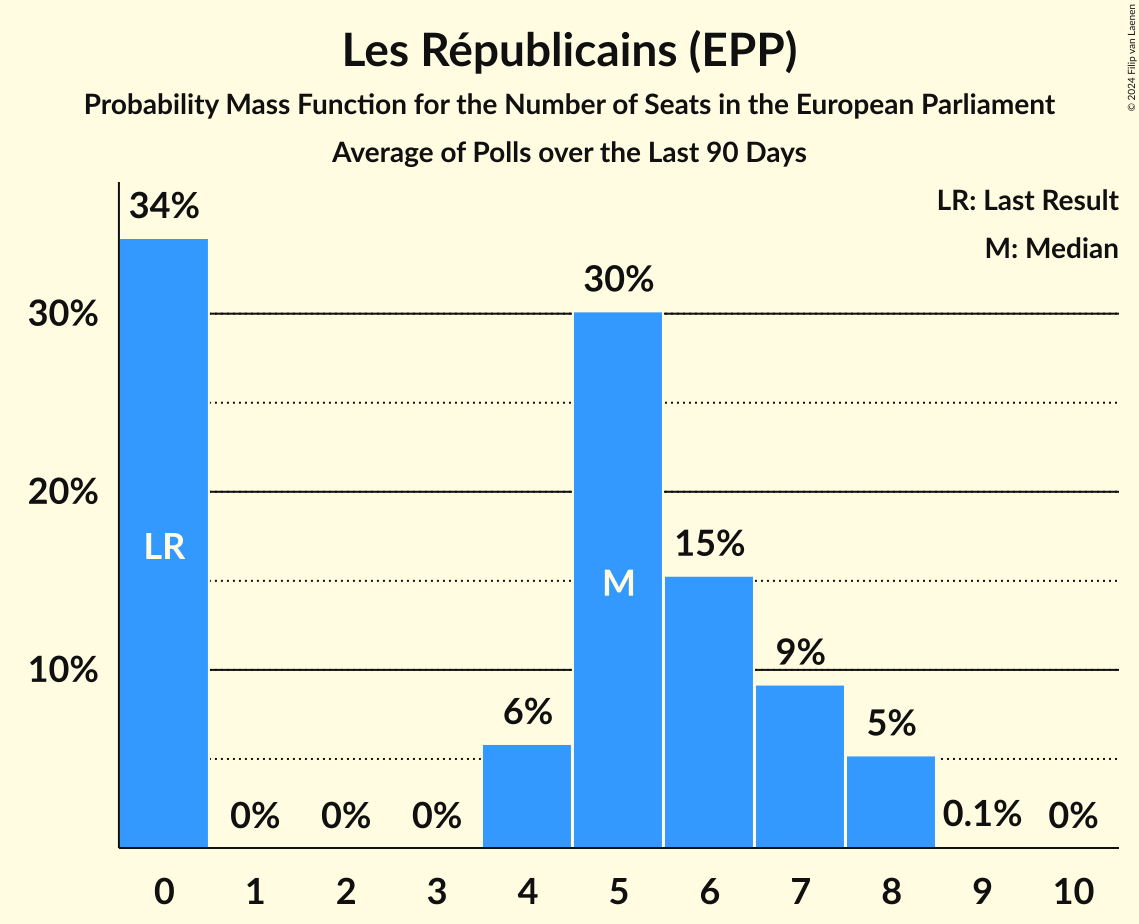 Les Républicains (EPP)
Probability Mass Function for the Number of Seats in the European Parliament
Average of Polls over the Last 90 Days
© 2024 Filip van Laenen
LR: Last Result
M: Median
34%
30%
30%
20%
15%
LR
M
10%
9%
6%
5%
0%
0%
0%
0.1%
0%
0 1 2 3 4 5 6 7 8 9 10